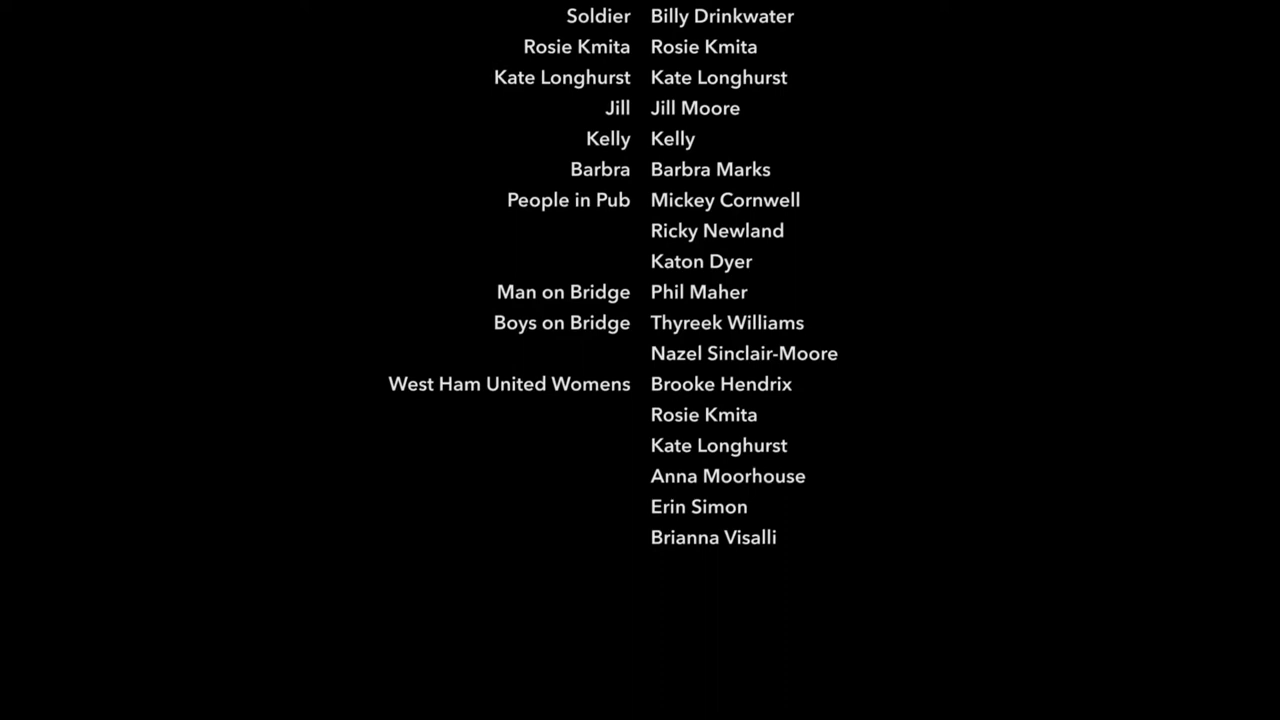 Soldier Billy Drinkwater
Rosie Kmita Rosie Kmita
Kate Longhurst Kate Longhurst
Jill Jill Moore
Kelly Kelly
Barbra Barbra Marks
People in Pub Mickey Cornwell
Ricky Newland
Katon Dyer
Man on Bridge Phil Maher
Boys on Bridge Thyreek Williams
Nazel Sinclair-Moore
West Ham United Womens Brooke Hendrix
Rosie Kmita
Kate Longhurst
Anna Moorhouse
Erin Simon
Brianna Visalli